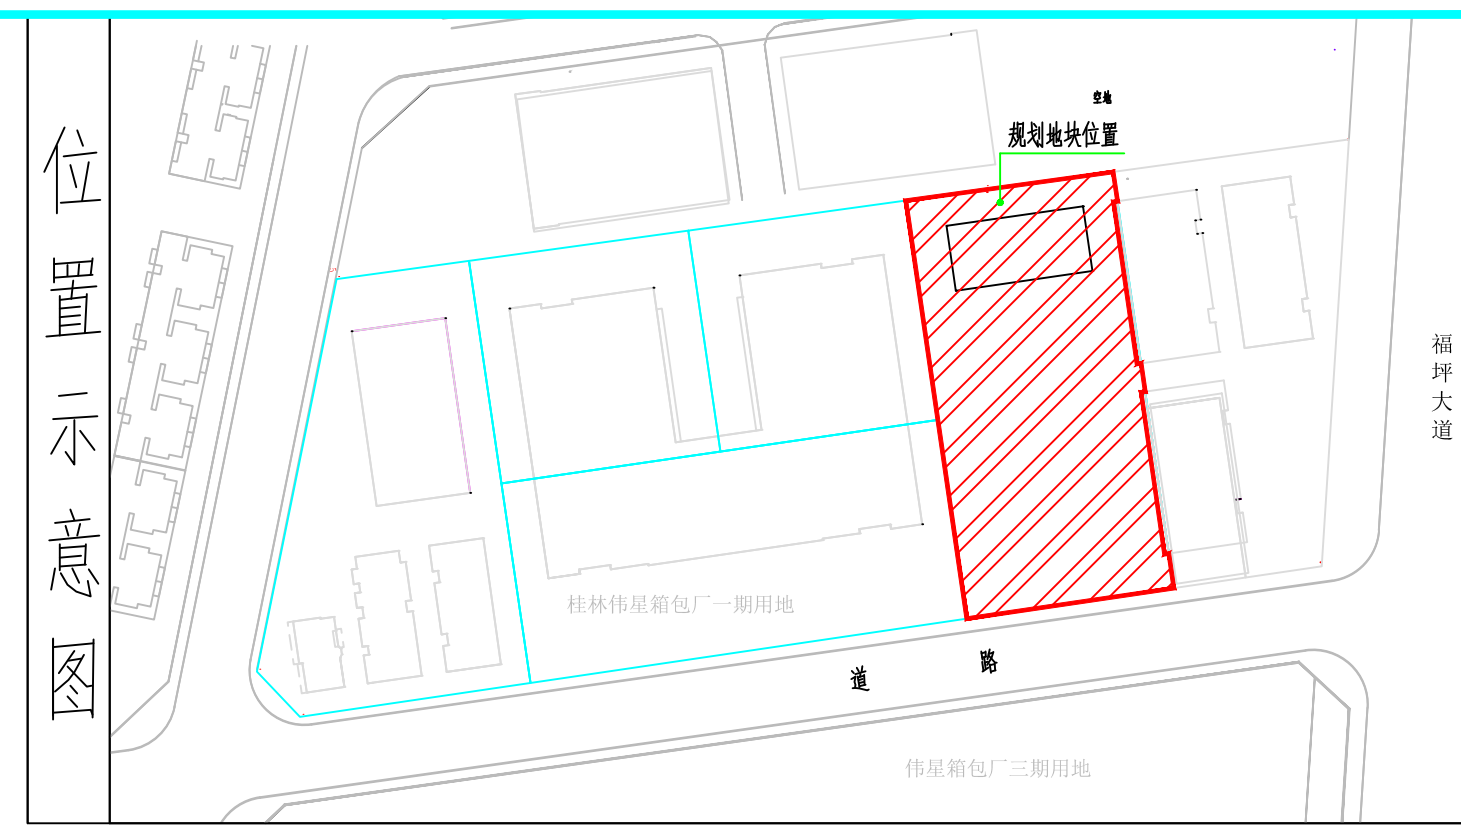 位置示意图
空地
规划地块位置
福坪大道
桂林伟星箱包厂一期用地
道路
伟星箱包厂三期用地